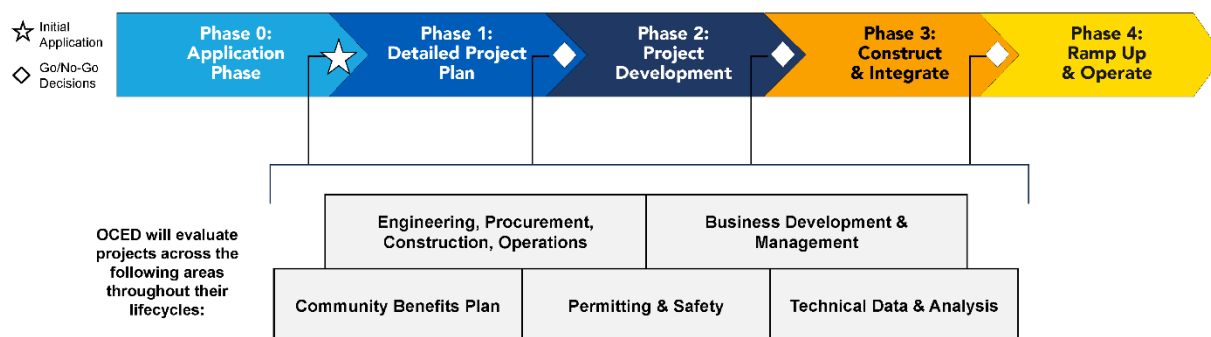 Initial
Application
Go/No-Go
Decisions
Phase 0:
Application
Phase
Phase 1:
Detailed Project
Plan
Phase 2:
Project
Development
Phase 3:
Construct
& Integrate
Phase 4:
Ramp Up
& Operate
OCED will evaluate
projects across the
following areas
throughout their
lifecycles:
Engineering, Procurement,
Construction, Operations
Business Development &
Management
Community Benefits Plan
Permitting & Safety
Technical Data & Analysis